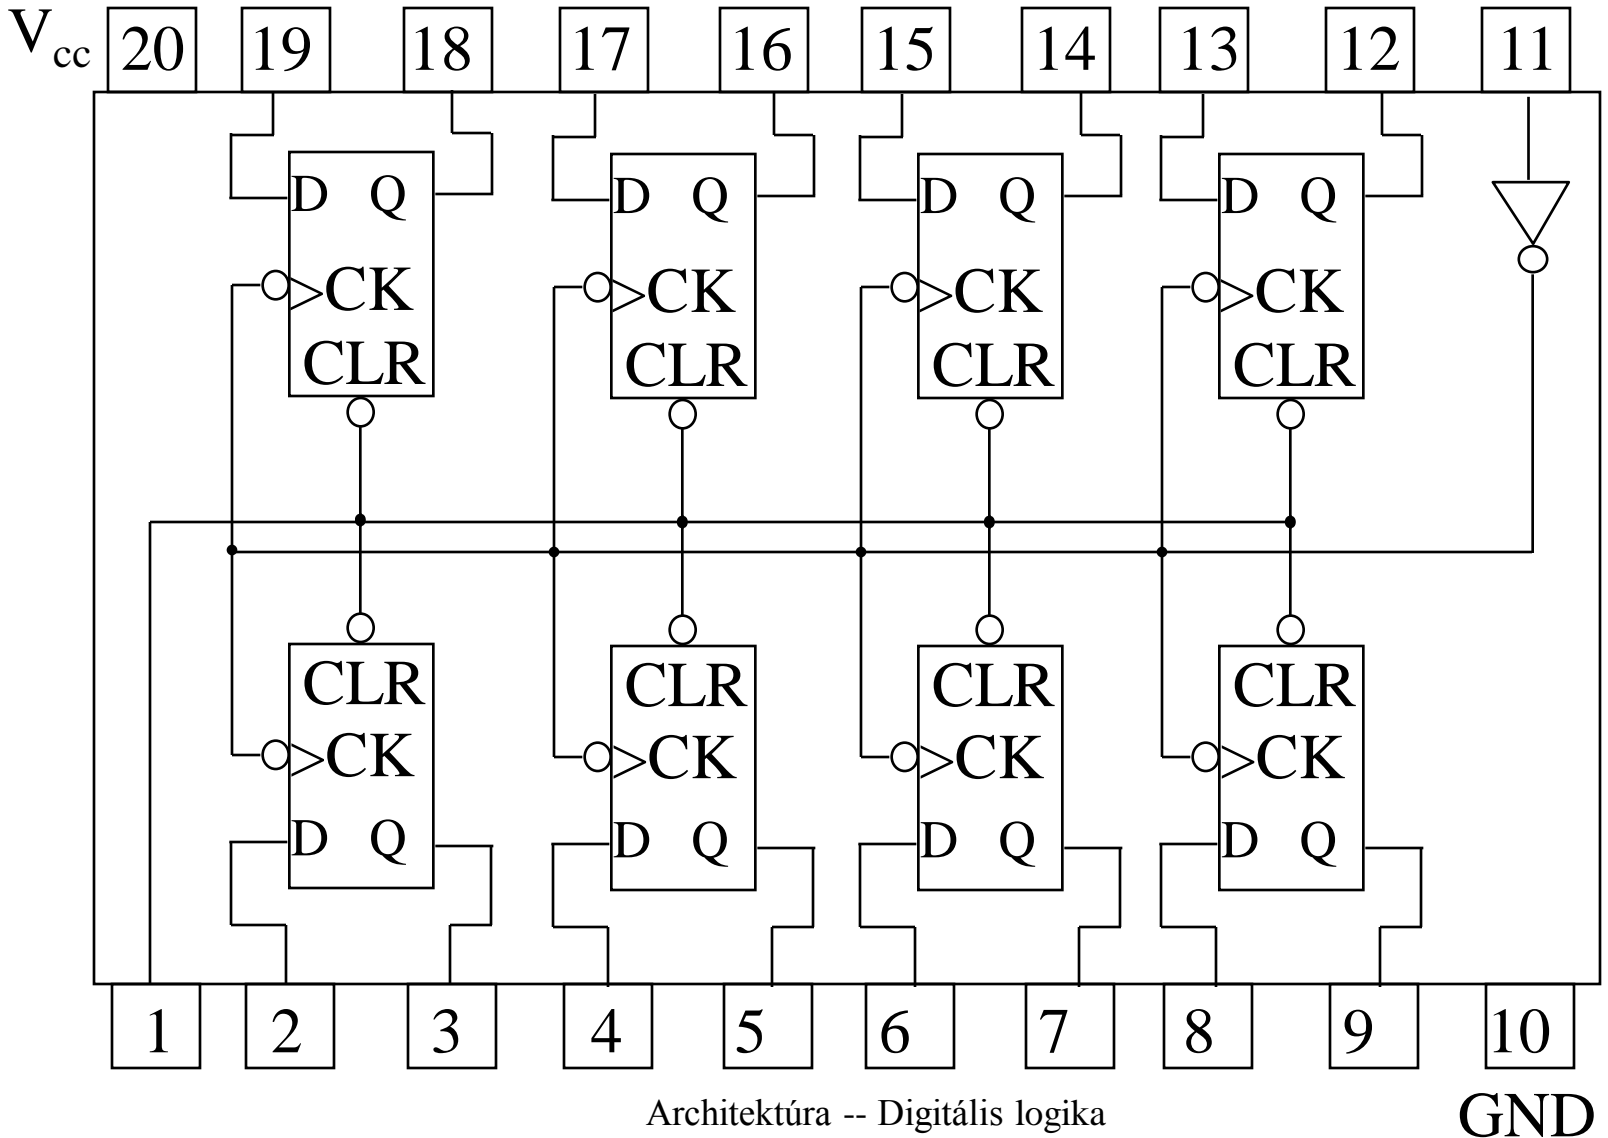 Vcc 20 19 18 17 16 15 14 13 12 11
D Q D Q D Q D Q
CK CK CK CK
CLR CLR CLR CLR
CLR CLR CLR CLR
CK CK CK CK
D Q D Q D Q D Q
1 2 3 4 5 6 7 8 9 10
Architektúra -- Digitális logika
GND